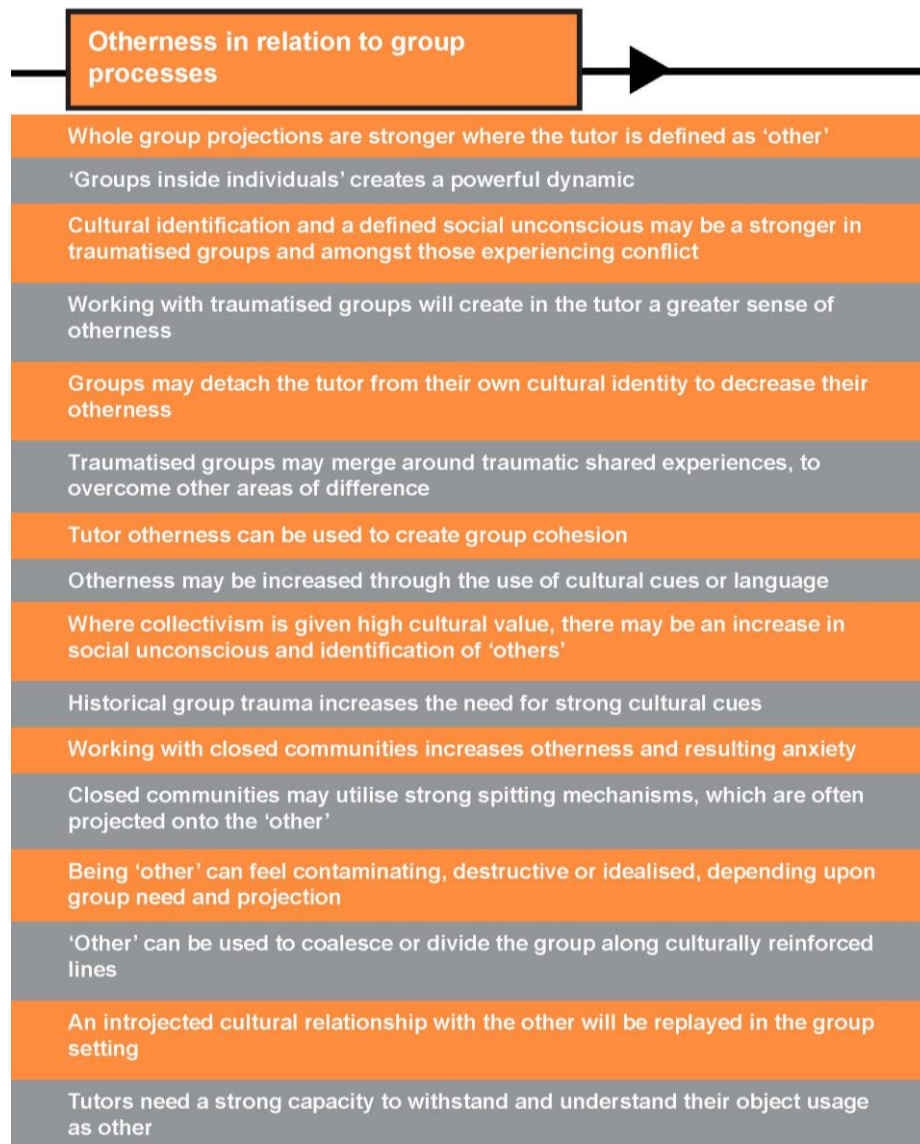 Otherness in relation to group
processes
Whole group projections are stronger where the tutor is defined as ‘other’
‘Groups inside individuals’ creates a powerful dynamic
Cultural identification and a defined social unconscious may be a stronger in
traumatised groups and amongst those experiencing conflict
Working with traumatised groups will create in the tutor a greater sense of
otherness
Groups may detach the tutor from their own cultural identity to decrease their
otherness
Traumatised groups may merge around traumatic shared experiences, to
overcome other areas of difference
Tutor otherness can be used to create group cohesion
Otherness may be increased through the use of cultural cues or language
Where collectivism is given high cultural value, there may be an increase in
social unconscious and identification of ‘others’
Historical group trauma increases the need for strong cultural cues
Working with closed communities increases otherness and resulting anxiety
Closed communities may utilise strong spitting mechanisms, which are often
projected onto the ‘other’
Being ‘other’ can feel contaminating, destructive or idealised, depending upon
group need and projection
‘Other’ can be used to coalesce or divide the group along culturally reinforced
lines
An introjected cultural relationship with the other will be replayed in the group
setting
Tutors need a strong capacity to withstand and understand their object usage
as other